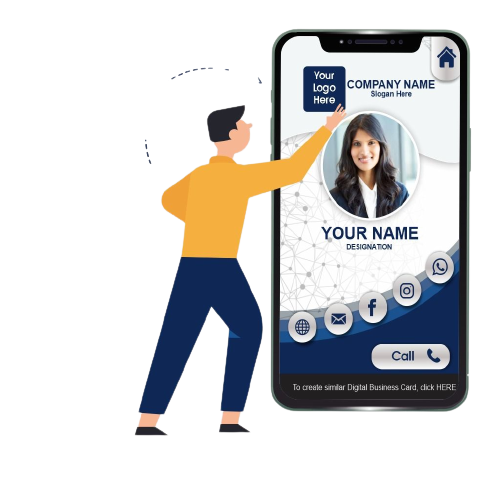 Your
Logo
Here
COMPANY NAME
Slogan Here
YOUR NAME
DESIGNATION
Call
To create similar Digital Business Card, click HERE